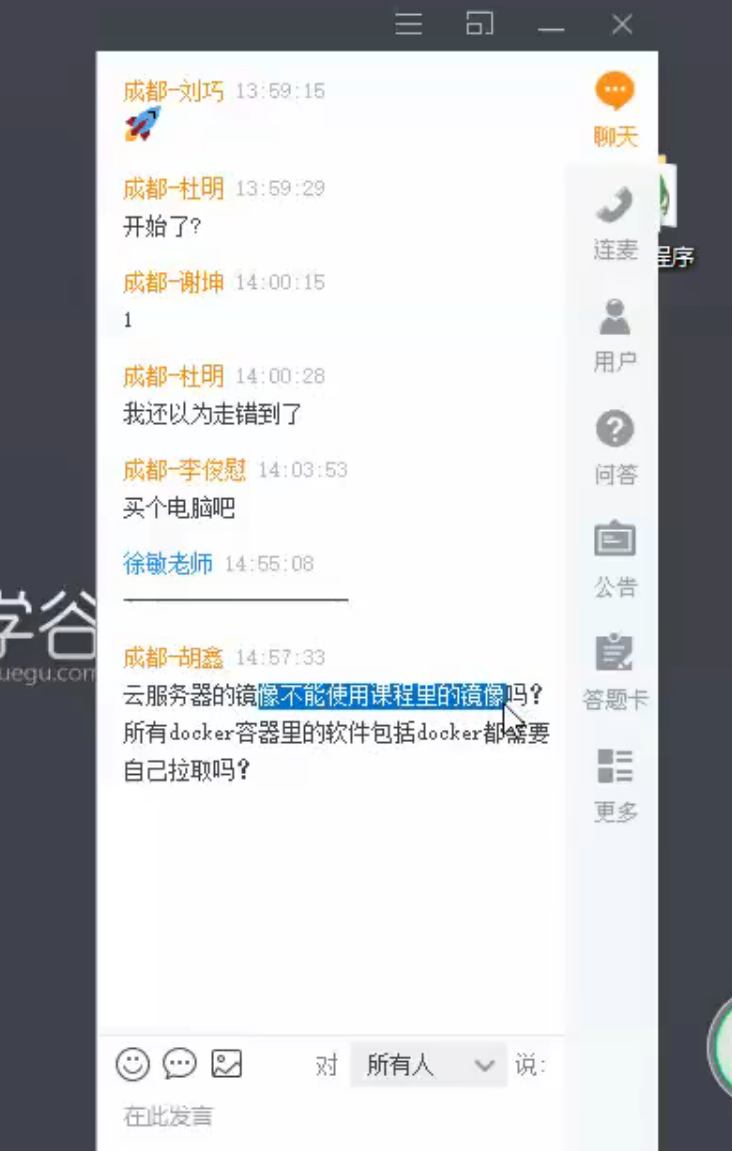 成都-刘巧 13:59:15
聊天
成都-杜明 13:59:29
开始了?
连麦
程序
成都-谢坤 14:00:15
1
用户
成都-杜明 14:00:28
我还以为走错到了
问答
成都-李俊慰 14:03:53
买个电脑吧
徐敏老师 14:55:08
公告
学谷
uegu.com
成都-胡鑫 14:57:33
云服务器的镜像不能使用课程里的镜像吗?
答题卡
所有docker容器里的软件包括docker都需要
自己拉取吗?
更多
对 所有人 说:
在此发言